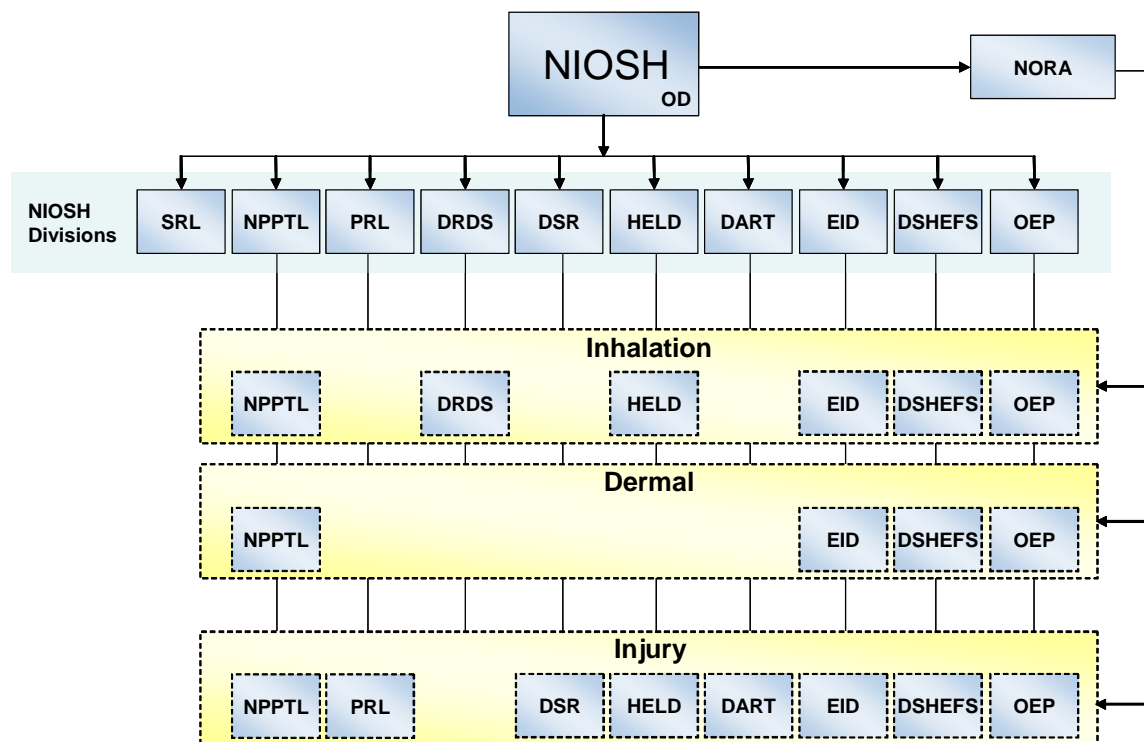 NIOSH
OD
NORA
NIOSH
Divisions
SRL NPPTL PRL DRDS DSR HELD DART EID DSHEFS OEP
Inhalation
NPPTL DRDS HELD EID DSHEFS OEP
Dermal
NPPTL EID DSHEFS OEP
Injury
NPPTL PRL DSR HELD DART EID DSHEFS OEP